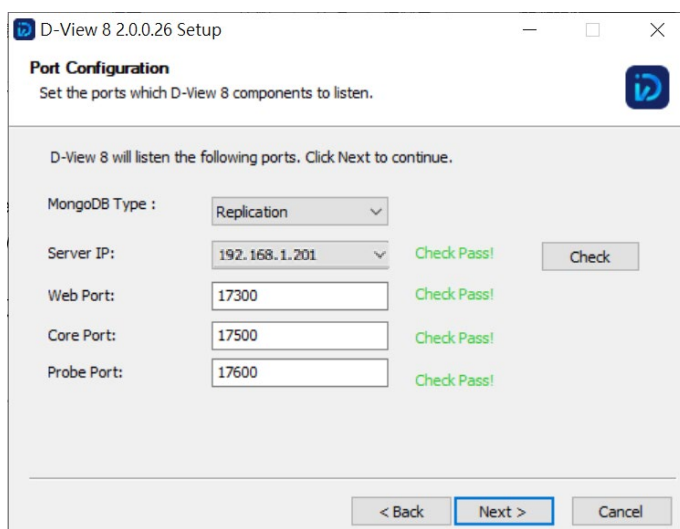 D-View 8 2.0.0.26 Setup
Port Configuration
Set the ports which D-View 8 components to listen.
D-View 8 will listen the following ports. Click Next to continue.
MongoDB Type : Replication
Server IP: 192.168.1.201 Check Pass! Check
Web Port: 17300 Check Pass!
Core Port: 17500 Check Pass!
Probe Port: 17600 Check Pass!
< Back Next > Cancel